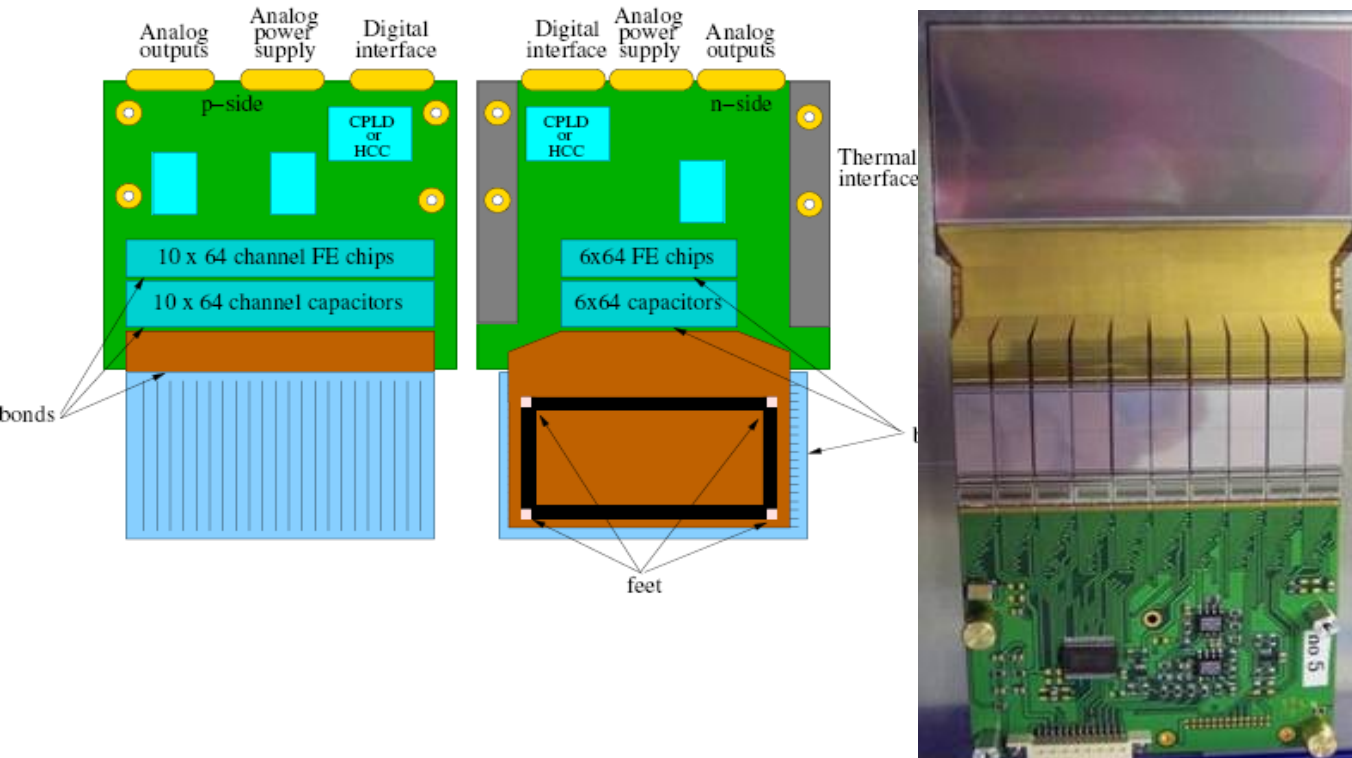 Analog
outputs
Analog
power
supply
Digital
interface
p-side
CPLD
or
HCC
10 x 64 channel FE chips
10 x 64 channel capacitors
bonds
Digital
interface
Analog
power
supply
Analog
outputs
n-side
CPLD
or
HCC
Thermal
interface
6x64 FE chips
6x64 capacitors
feet
no 5